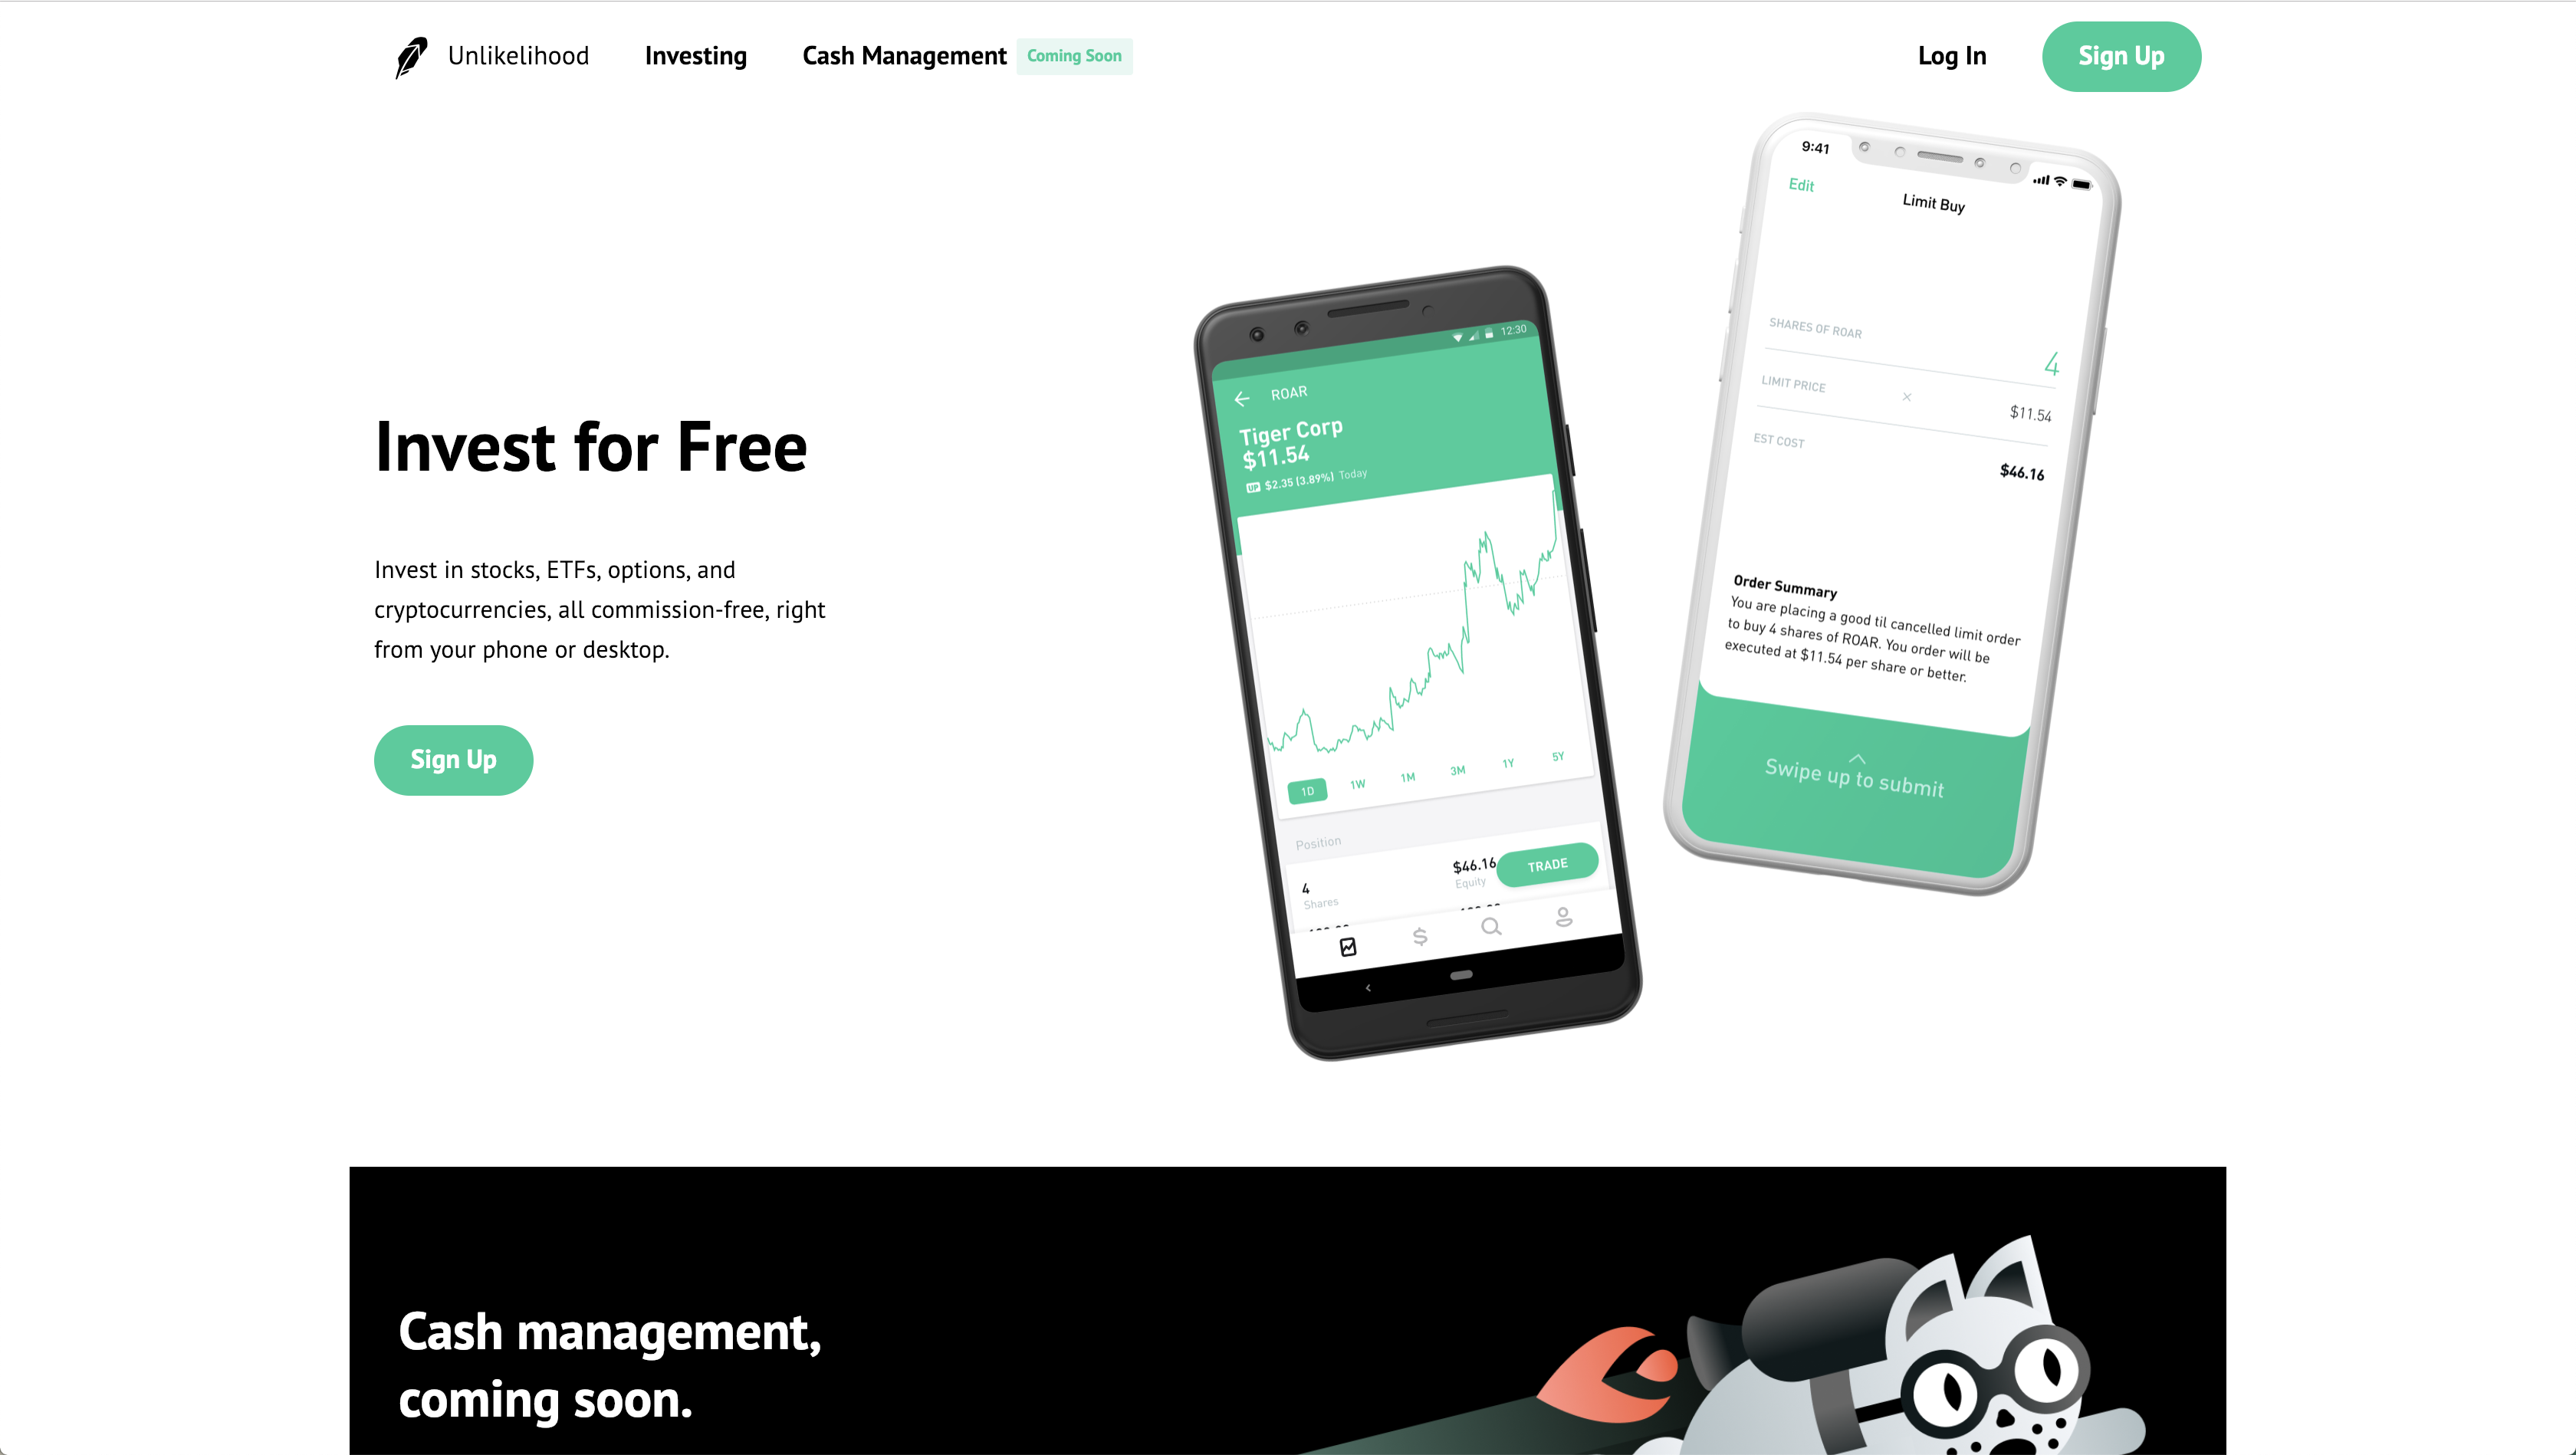 Unlikelihood
Investing
Cash Management
Coming Soon
Log In
Sign Up
Invest for Free
Invest in stocks, ETFs, options, and
cryptocurrencies, all commission-free, right
from your phone or desktop.
Sign Up
12:30
ROAR
Tiger Corp
$11.54
UP $2.35 (3.89%) Today
1D 1W 1M 3M 1Y 5Y
Position
4
Shares
$46.16
Equity
TRADE
9:41
Edit
Limit Buy
SHARES OF ROAR
4
LIMIT PRICE
×
$11.54
EST COST
$46.16
Order Summary
You are placing a good til cancelled limit order
to buy 4 shares of ROAR. You order will be
executed at $11.54 per share or better.
Swipe up to submit
Cash management,
coming soon.